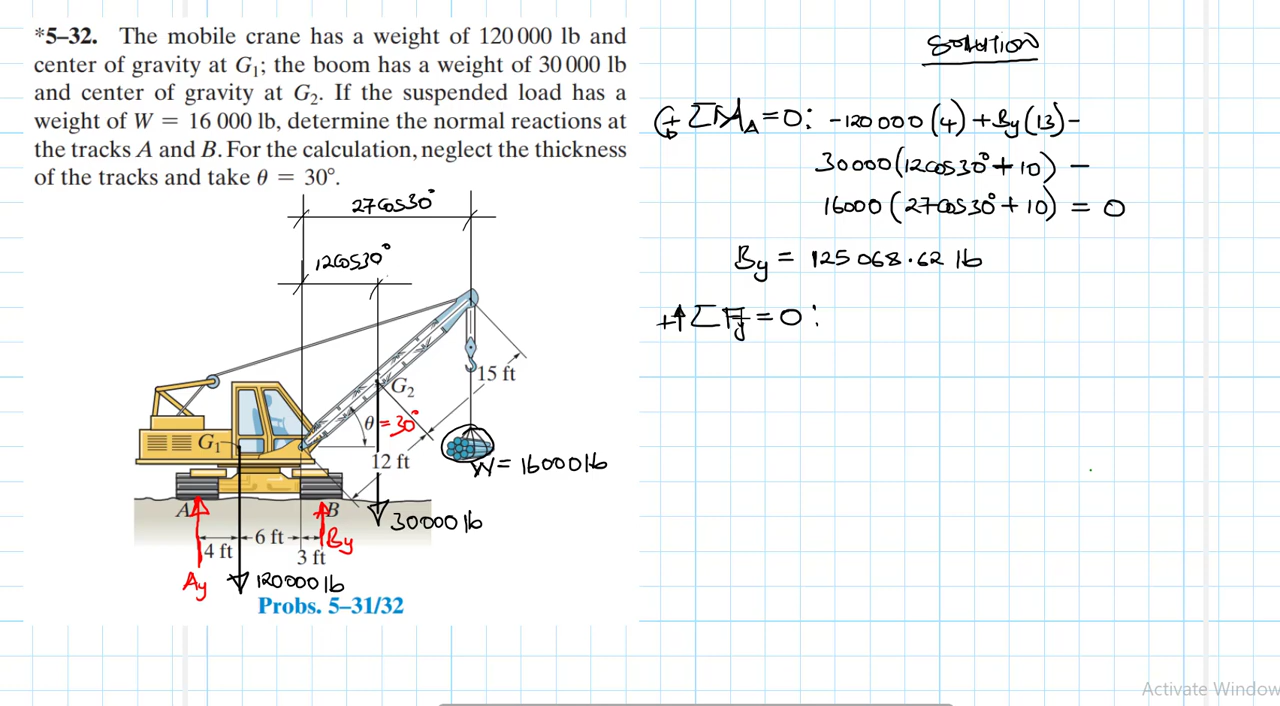 *5–32. The mobile crane has a weight of 120 000 lb and
center of gravity at G₁; the boom has a weight of 30 000 lb
and center of gravity at G₂. If the suspended load has a
weight of W = 16 000 lb, determine the normal reactions at
the tracks A and B. For the calculation, neglect the thickness
of the tracks and take θ = 30°.
27cos30°
12cos30°
15 ft
G₂
θ = 30°
G₁
12 ft
W = 16000 lb
A
B
30000 lb
6 ft
By
4 ft
3 ft
Ay
120000 lb
Probs. 5–31/32
SOLUTION
+ ΣM_A = 0: -120 000 (4) + By (13) -
30000 (12cos30° + 10) -
16000 (27cos30° + 10) = 0
By = 125 068.62 lb
+↑ ΣFy = 0:
Activate Window